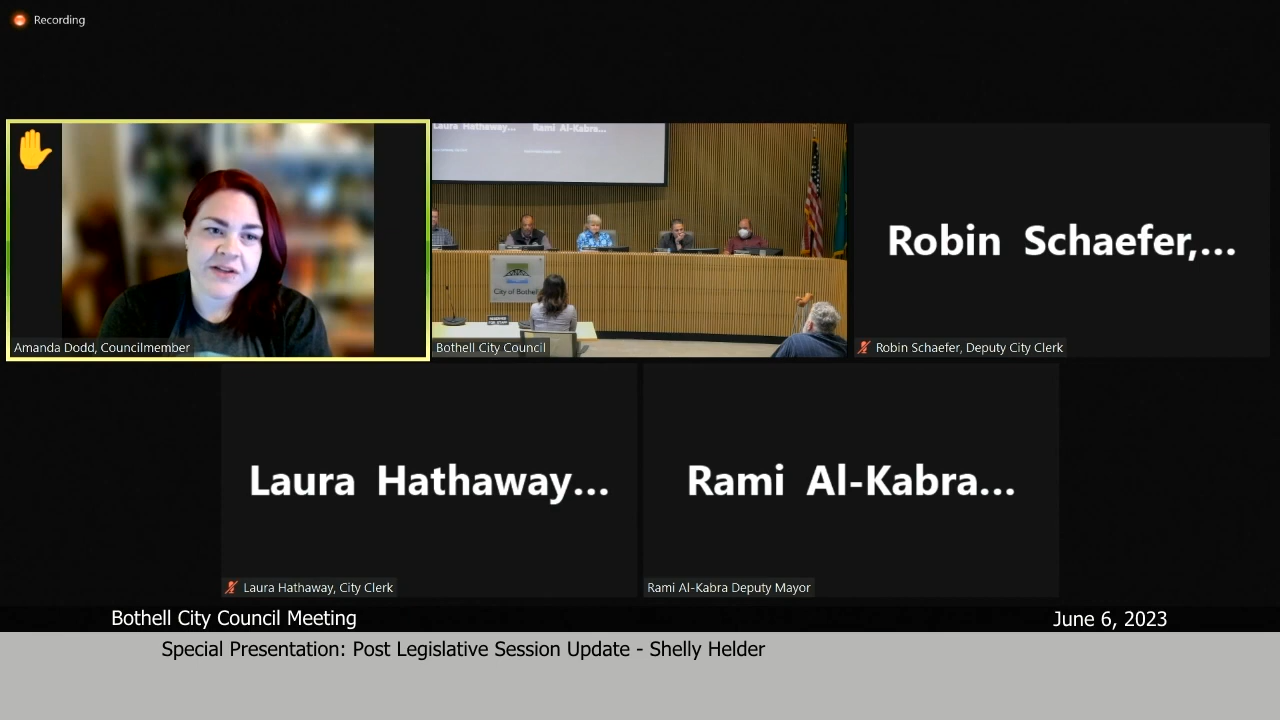 Recording
Laura Hathaway...
Rami Al-Kabra...
City of Bothell
Amanda Dodd, Councilmember
Bothell City Council
Robin Schaefer,...
Robin Schaefer, Deputy City Clerk
Laura Hathaway...
Laura Hathaway, City Clerk
Rami Al-Kabra...
Rami Al-Kabra Deputy Mayor
Bothell City Council Meeting
June 6, 2023
Special Presentation: Post Legislative Session Update - Shelly Helder